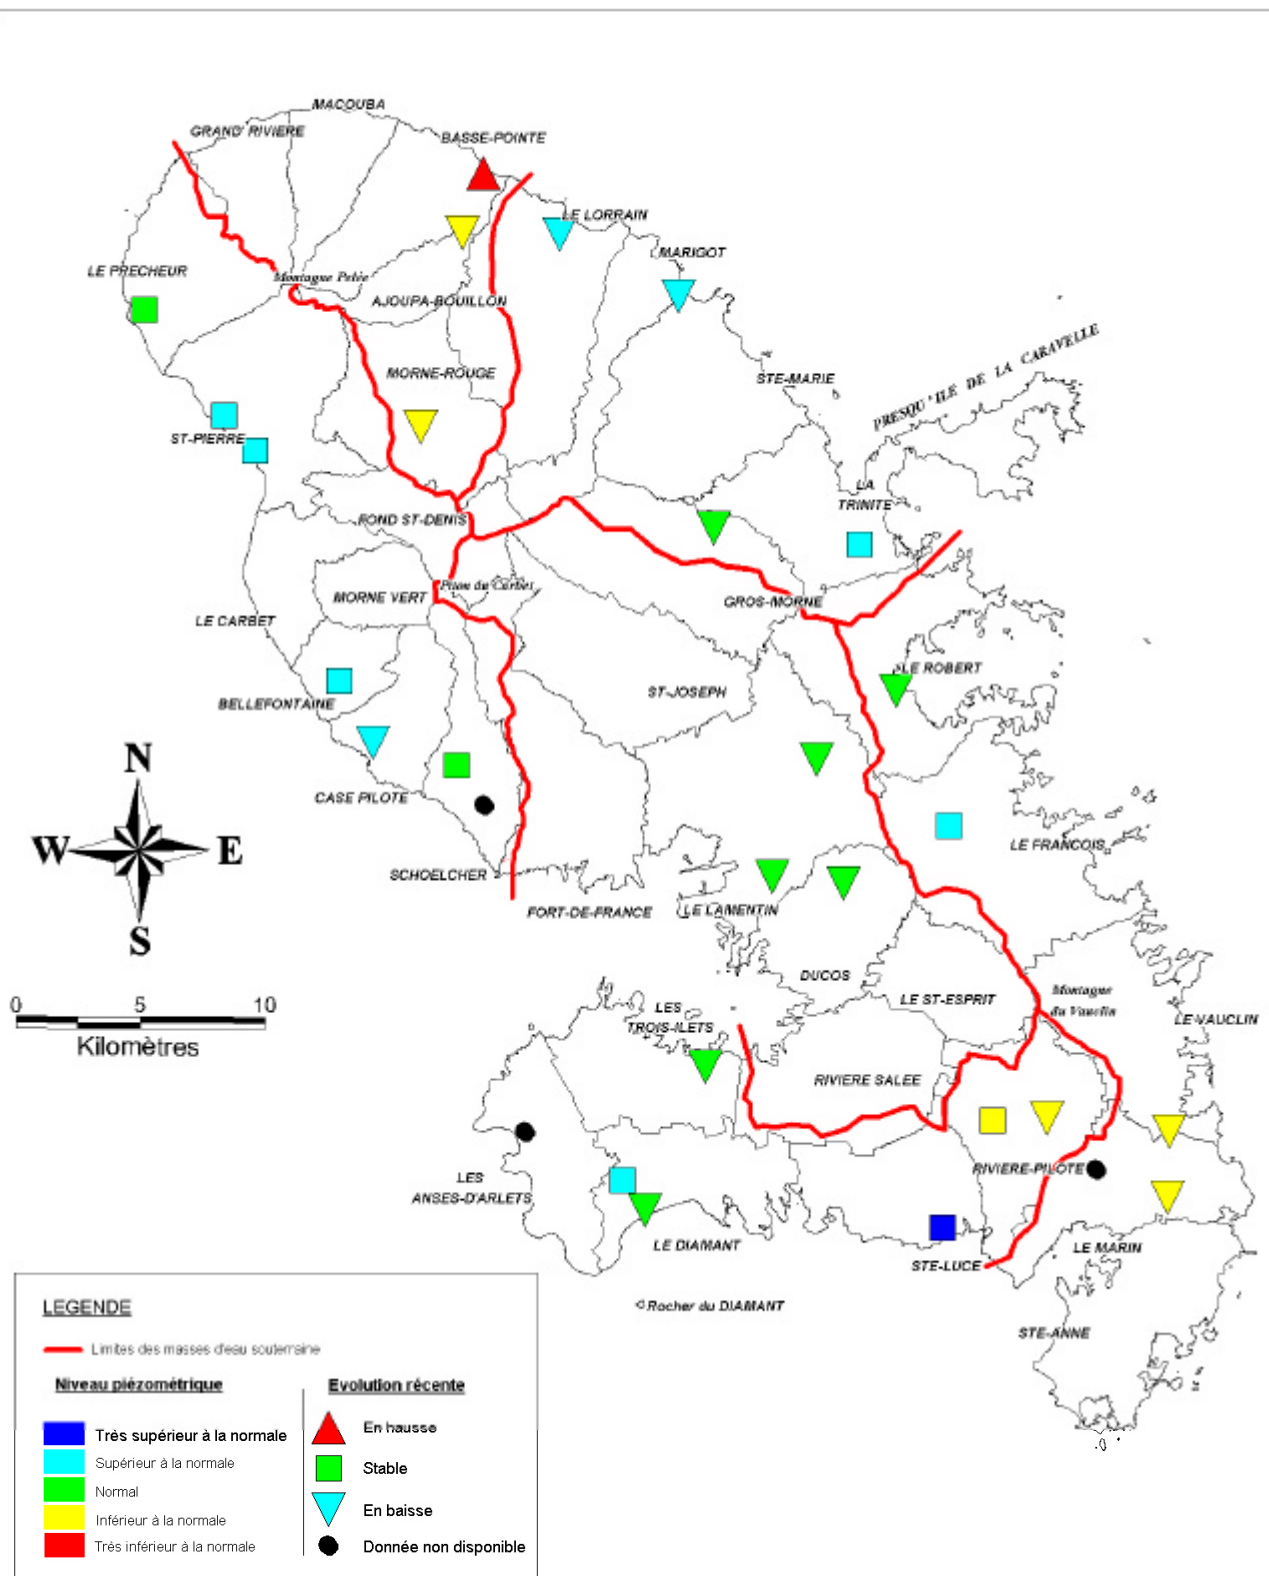 MACOUBA
GRAND' RIVIERE
BASSE-POINTE
LE LORRAIN
MARIGOT
LE PRECHEUR
Montagne Pelée
AJOUPA-BOUILLON
MORNE-ROUGE
STE-MARIE
PRESQU'ILE DE LA CARAVELLE
ST-PIERRE
LA
TRINITE
FOND ST-DENIS
Piton du Carbet
MORNE VERT
GROS-MORNE
LE CARBET
LE ROBERT
ST-JOSEPH
BELLEFONTAINE
N
CASE PILOTE
W
E
LE FRANCOIS
SCHOELCHER
FORT-DE-FRANCE
LE LAMENTIN
S
DUCOS
LE ST-ESPRIT
Montagne
du Vauclin
0 5 10
Kilomètres
LES
TROIS-ILETS
LE-VAUCLIN
RIVIERE SALEE
RIVIERE-PILOTE
LES
ANSES-D'ARLETS
LE DIAMANT
LE MARIN
STE-LUCE
Rocher du DIAMANT
STE-ANNE
LEGENDE
Limites des masses d'eau souterraine
Niveau piézométrique
Evolution récente
Très supérieur à la normale
En hausse
Supérieur à la normale
Stable
Normal
En baisse
Inférieur à la normale
Trés inférieur à la normale
Donnée non disponible